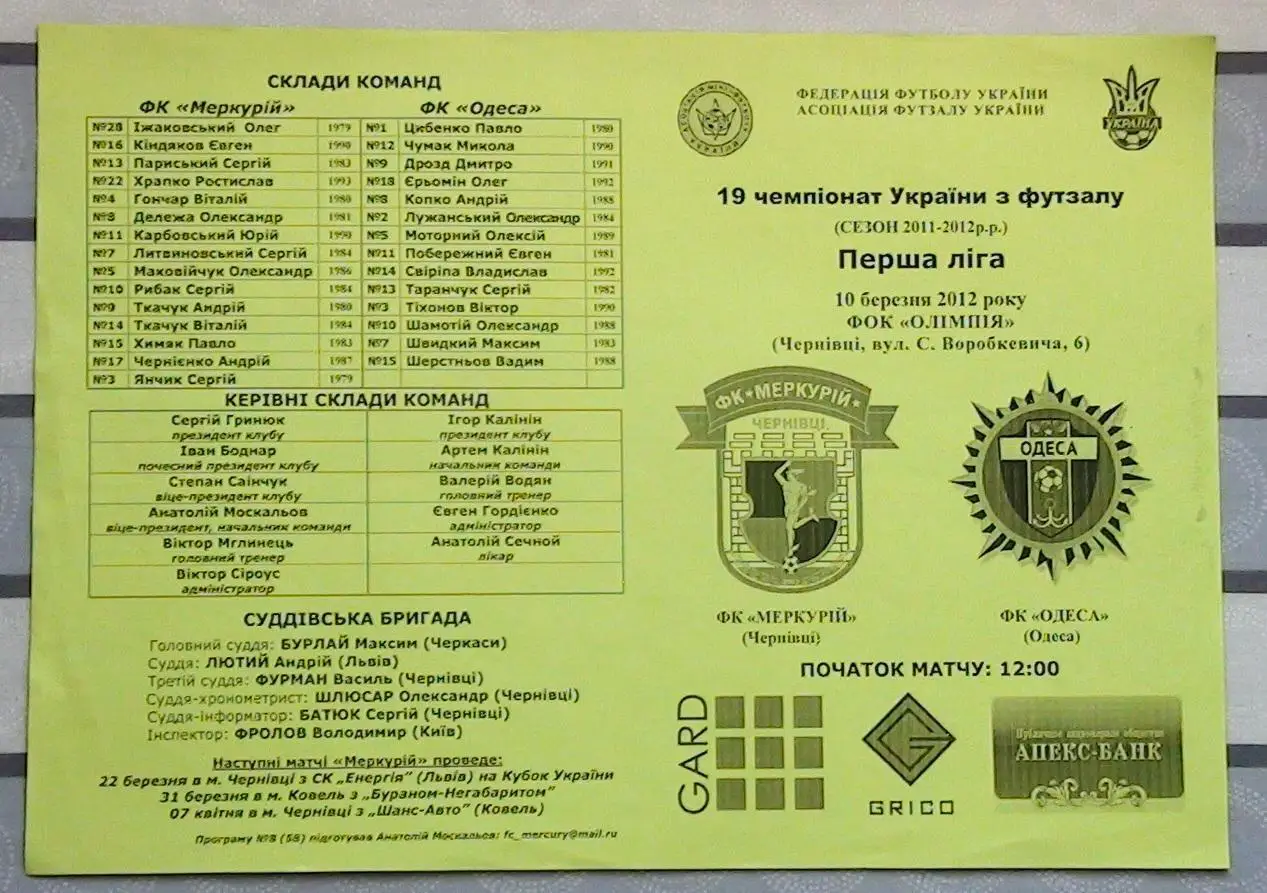 СКЛАДИ КОМАНД
ФК «Меркурій» ФК «Одеса»
№28 Їжаковський Олег 1979 №1 Цибенко Павло 1980
№16 Кіндяков Євген 1990 №12 Чумак Микола 1990
№13 Париський Сергій 1983 №9 Дрозд Дмитро 1991
№22 Храпко Ростислав 1993 №18 Єрьомін Олег 1992
№4 Гончар Віталій 1980 №8 Копко Андрій 1988
№8 Дележа Олександр 1981 №2 Лужанський Олександр 1984
№11 Карбовський Юрій 1990 №5 Моторний Олексій 1989
№7 Литвиновський Сергій 1984 №11 Побережний Євген 1981
№5 Маковійчук Олександр 1986 №14 Свіріпа Владислав 1992
№10 Рибак Сергій 1984 №13 Таранчук Сергій 1982
№9 Ткачук Андрій 1980 №3 Тіхонов Віктор 1990
№14 Ткачук Віталій 1984 №10 Шамотій Олександр 1988
№15 Химяк Павло 1983 №7 Швидкий Максим 1983
№17 Чернієнко Андрій 1987 №15 Шерстньов Вадим 1988
№3 Янчик Сергій 1979
КЕРІВНІ СКЛАДИ КОМАНД
Сергій Гринюк Ігор Калінін
президент клубу президент клубу
Іван Боднар Артем Калінін
почесний президент клубу начальник команди
Степан Саінчук Валерій Водян
віце-президент клубу головний тренер
Анатолій Москальов Євген Гордієнко
віце-президент, начальник команди адміністратор
Віктор Мглинець Анатолій Сечной
головний тренер лікар
Віктор Сіроус
адміністратор
СУДДІВСЬКА БРИГАДА
Головний суддя: БУРЛАЙ Максим (Черкаси)
Суддя: ЛЮТИЙ Андрій (Львів)
Третій суддя: ФУРМАН Василь (Чернівці)
Суддя-хронометрист: ШЛЮСАР Олександр (Чернівці)
Суддя-інформатор: БАТЮК Сергій (Чернівці)
Інспектор: ФРОЛОВ Володимир (Київ)
Наступні матчі «Меркурій» проведе:
22 березня в м. Чернівці з СК „Енергія" (Львів) на Кубок України
31 березня в м. Ковель з „Бураном-Негабаритом"
07 квітня в м. Чернівці з „Шанс-Авто" (Ковель)
Програму №8 (58) підготував Анатолій Москальов: fc_mercury@mail.ru
ФЕДЕРАЦІЯ ФУТБОЛУ УКРАЇНИ
АСОЦІАЦІЯ ФУТЗАЛУ УКРАЇНИ
УКРАЇНА
19 чемпіонат України з футзалу
(СЕЗОН 2011-2012р.р.)
Перша ліга
10 березня 2012 року
ФОК «ОЛІМПІЯ»
(Чернівці, вул. С. Воробкевича, 6)
ФК МЕРКУРІЙ
ЧЕРНІВЦІ
ОДЕСА
ФК «МЕРКУРІЙ» ФК «ОДЕСА»
(Чернівці) (Одеса)
ПОЧАТОК МАТЧУ: 12:00
GARD
GRICO
Публичное акционерное общество
АПЕКС-БАНК